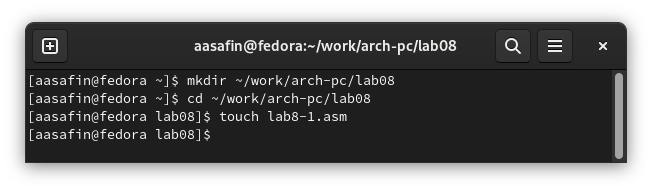 aasafin@fedora:~/work/arch-pc/lab08
[aasafin@fedora ~]$ mkdir ~/work/arch-pc/lab08
[aasafin@fedora ~]$ cd ~/work/arch-pc/lab08
[aasafin@fedora lab08]$ touch lab8-1.asm
[aasafin@fedora lab08]$